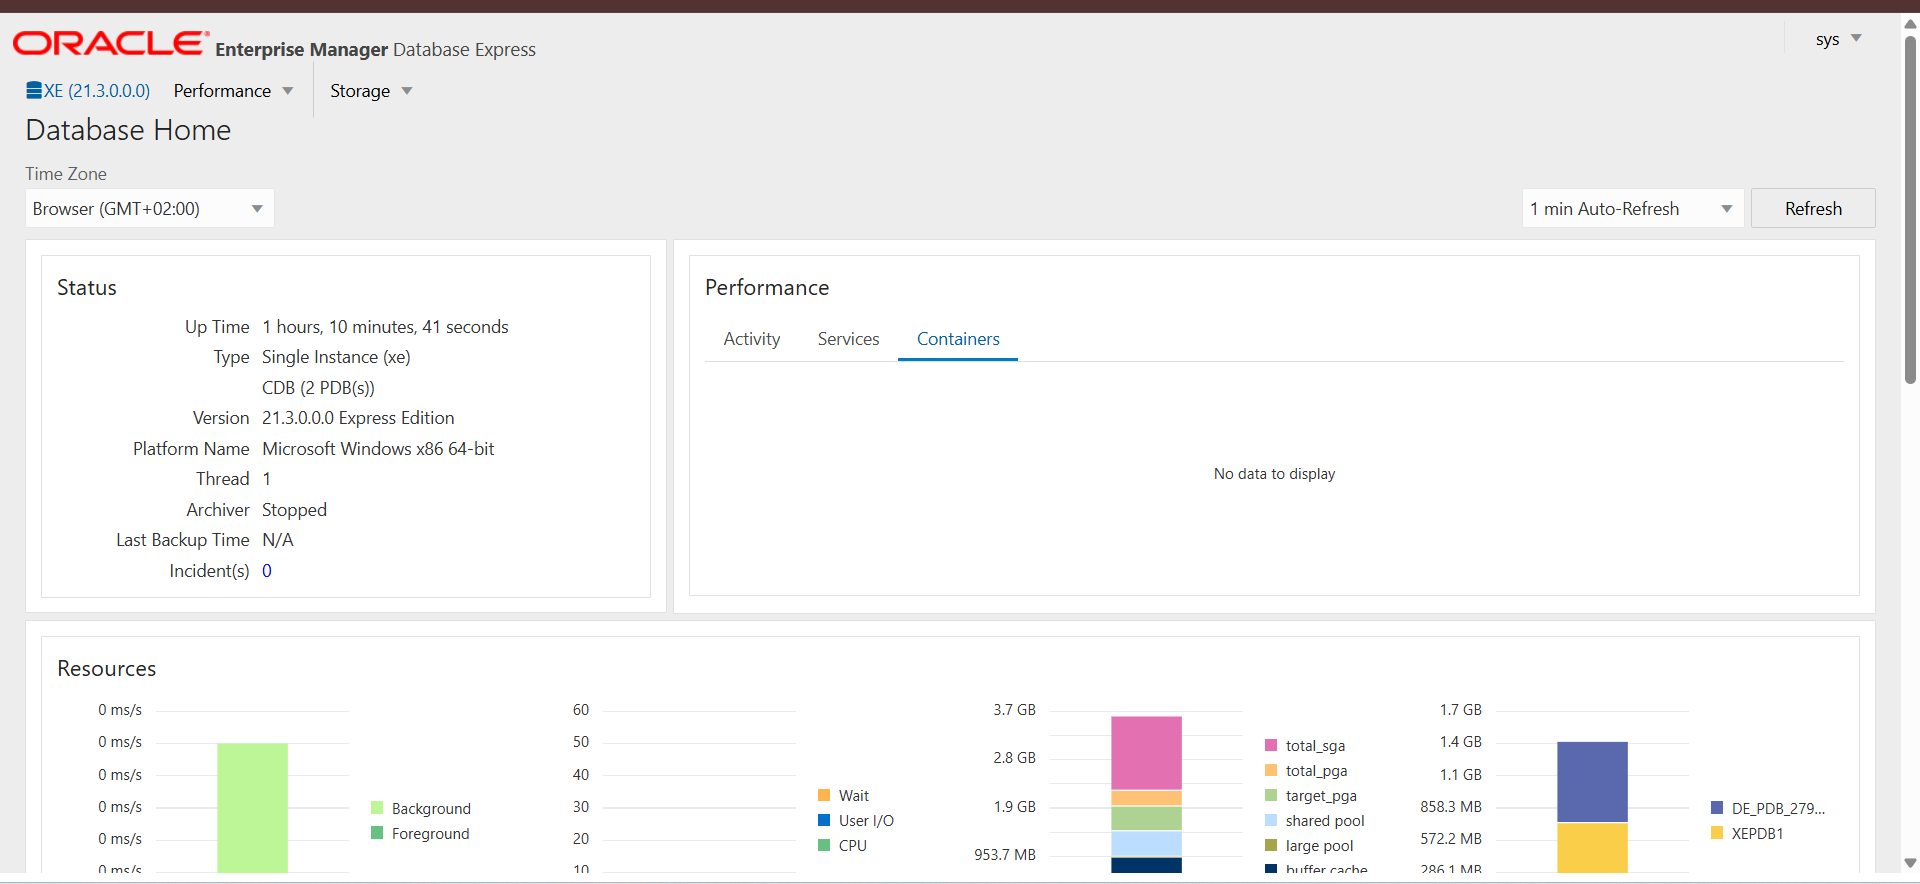 ORACLE Enterprise Manager Database Express
sys
XE (21.3.0.0.0) Performance Storage
Database Home
Time Zone
Browser (GMT+02:00)
1 min Auto-Refresh
Refresh
Status
Up Time 1 hours, 10 minutes, 41 seconds
Type Single Instance (xe)
CDB (2 PDB(s))
Version 21.3.0.0.0 Express Edition
Platform Name Microsoft Windows x86 64-bit
Thread 1
Archiver Stopped
Last Backup Time N/A
Incident(s) 0
Performance
Activity Services Containers
No data to display
Resources
0 ms/s
0 ms/s
0 ms/s
0 ms/s
0 ms/s
0 ms/s
Background
Foreground
60
50
40
30
20
10
Wait
User I/O
CPU
3.7 GB
2.8 GB
1.9 GB
953.7 MB
total_sga
total_pga
target_pga
shared pool
large pool
buffer cache
1.7 GB
1.4 GB
1.1 GB
858.3 MB
572.2 MB
286.1 MB
DE_PDB_279...
XEPDB1